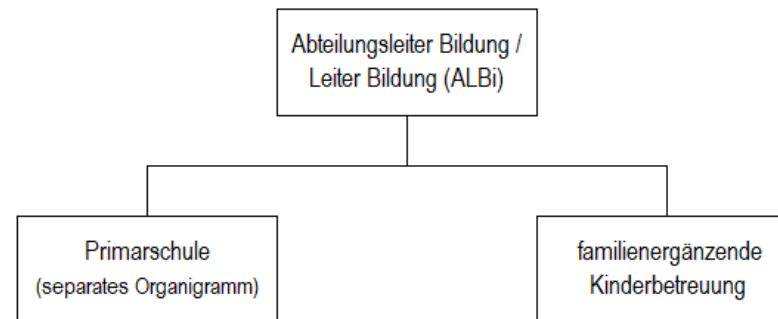 Abteilungsleiter Bildung /
Leiter Bildung (ALBi)
Primarschule
(separates Organigramm)
familienergänzende
Kinderbetreuung